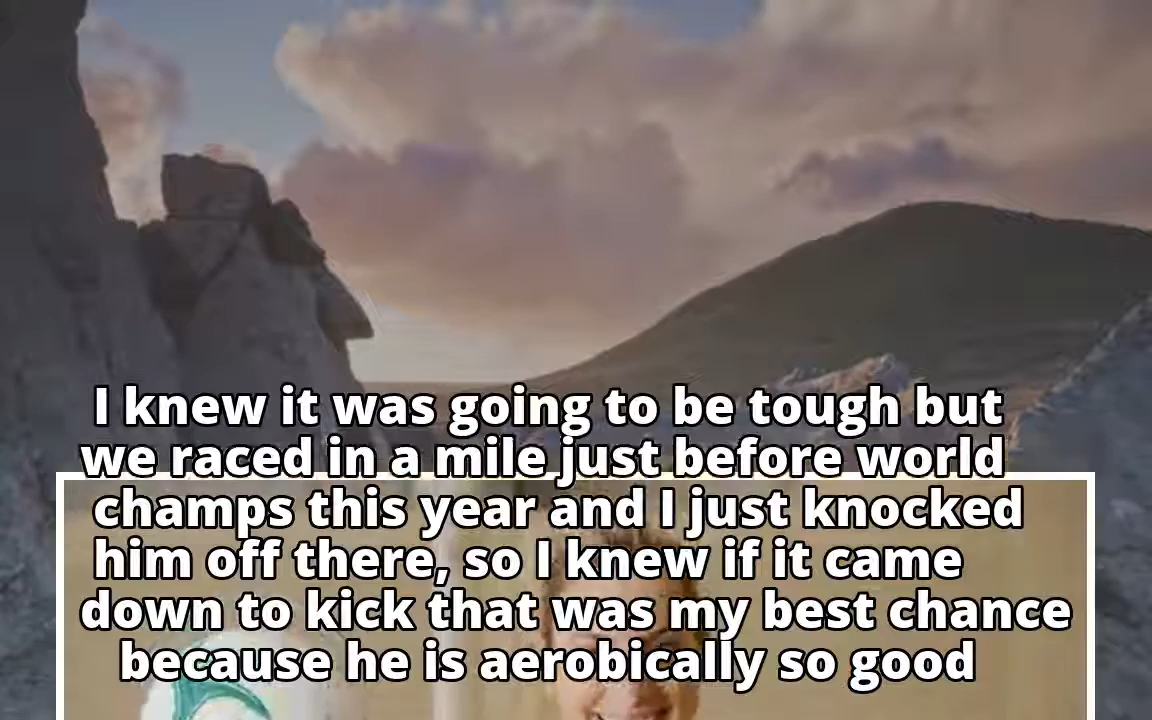 I knew it was going to be tough but
we raced in a mile just before world
champs this year and I just knocked
him off there, so I knew if it came
down to kick that was my best chance
because he is aerobically so good